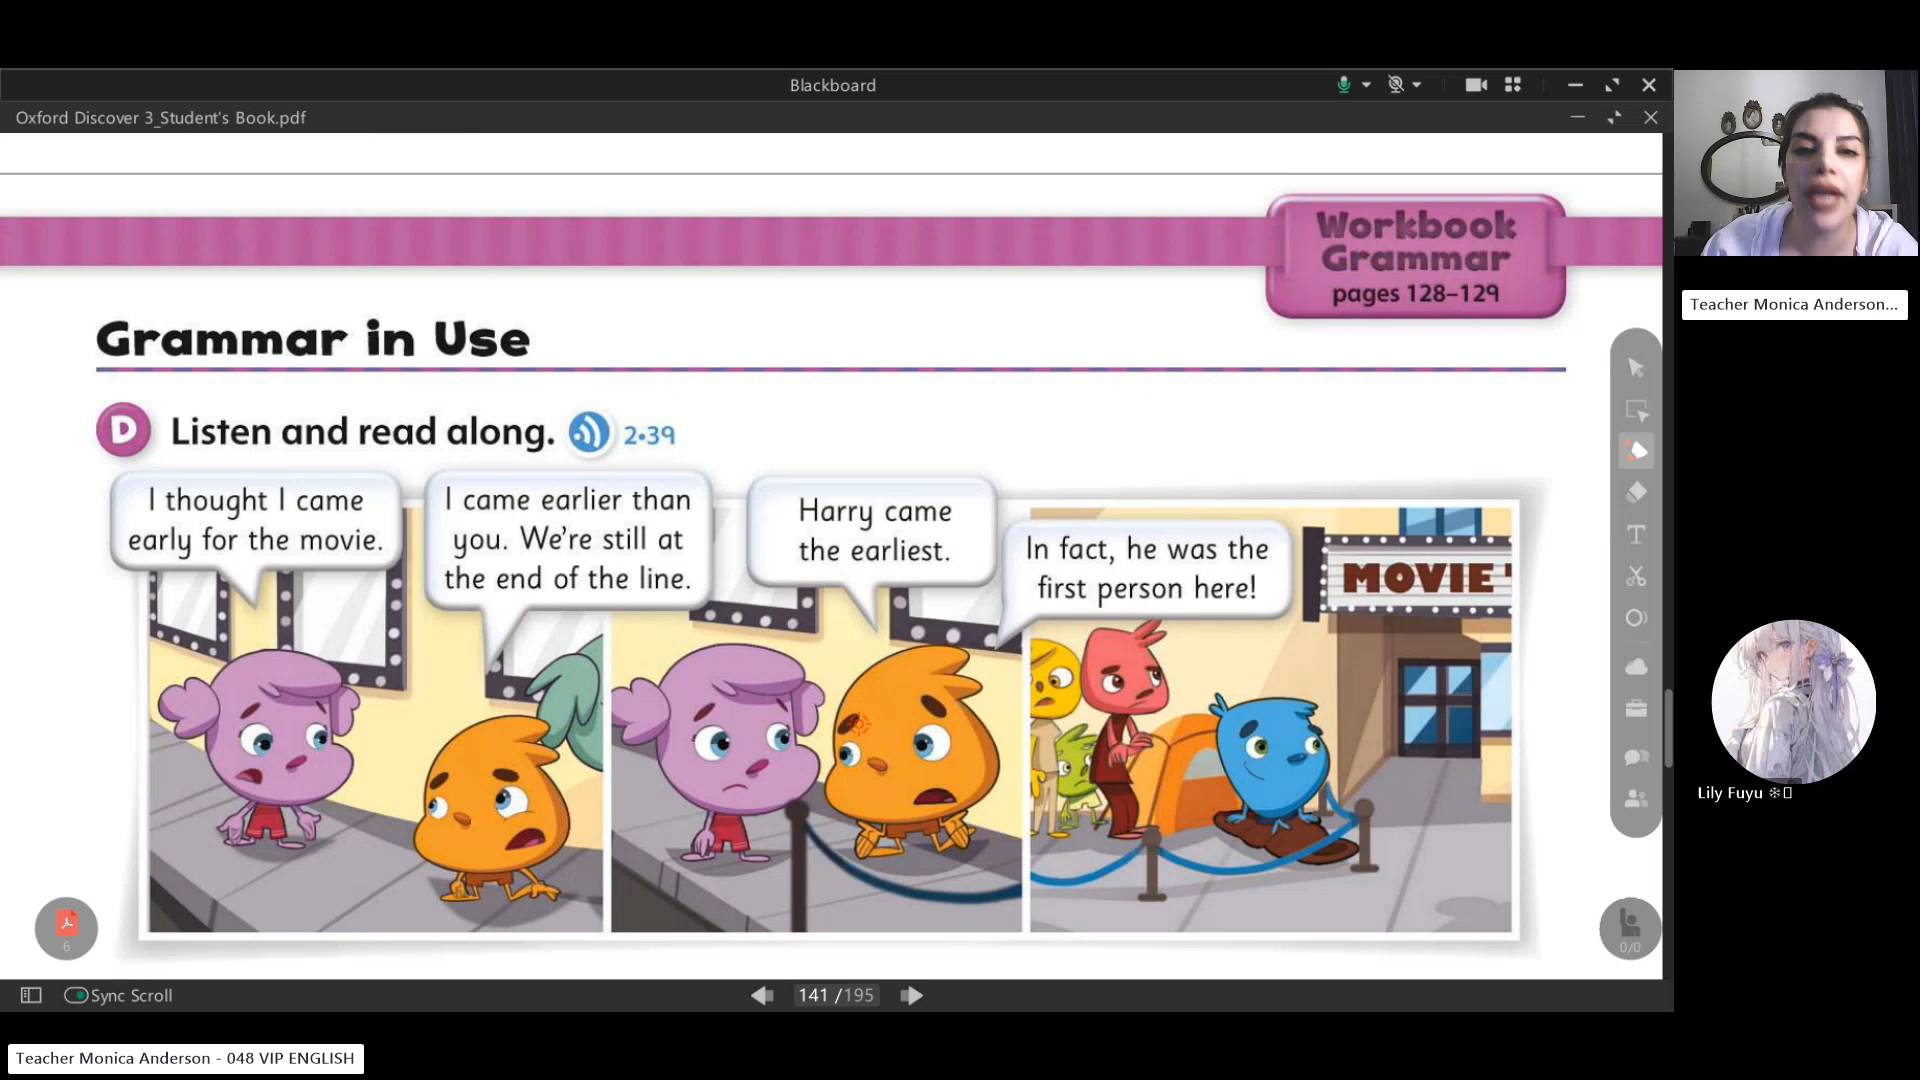 Blackboard
Oxford Discover 3_Student's Book.pdf
Workbook
Grammar
pages 128–129
Grammar in Use
D Listen and read along. 2•39
I thought I came
early for the movie.
I came earlier than
you. We're still at
the end of the line.
Harry came
the earliest.
In fact, he was the
first person here!
MOVIE'
Teacher Monica Anderson...
Lily Fuyu ❄
6
0/0
Sync Scroll
141 /195
Teacher Monica Anderson - 048 VIP ENGLISH